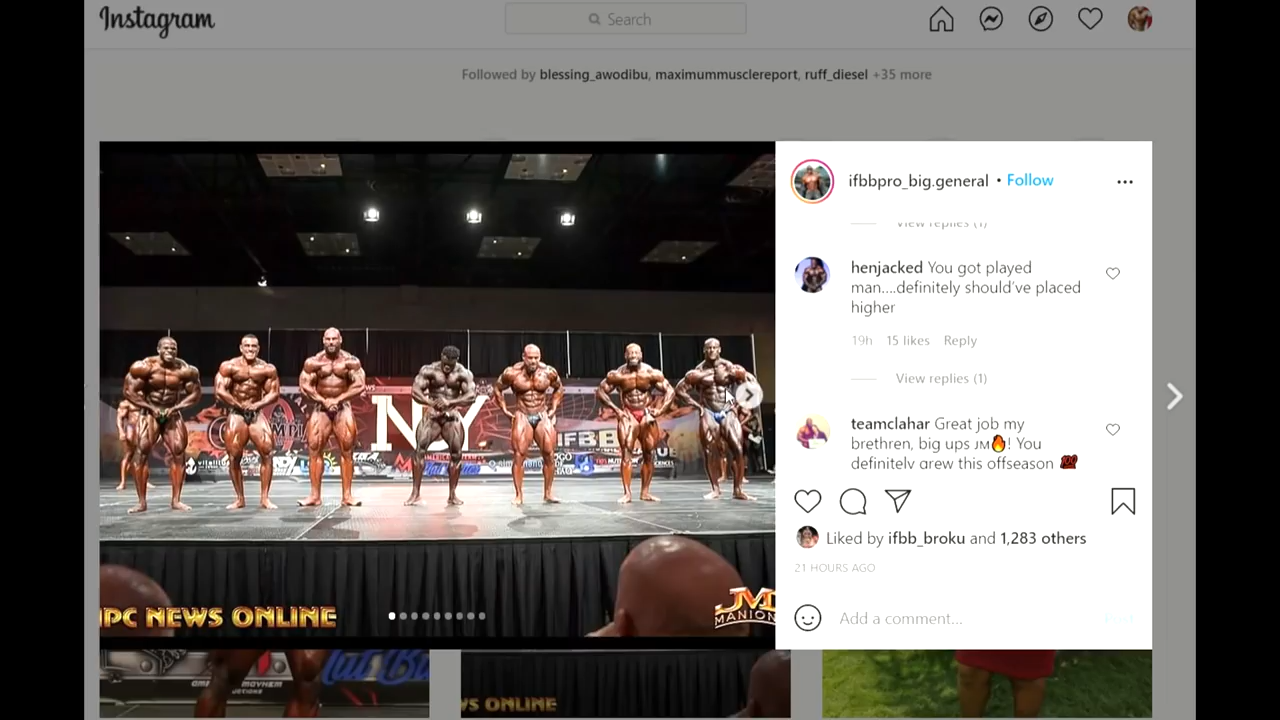 Instagram
Search
Followed by blessing_awodibu, maximummusclereport, ruff_diesel +35 more
ifbbpro_big.general • Follow
View replies (1)
henjacked You got played
man....definitely should've placed
higher
19h 15 likes Reply
View replies (1)
teamclahar Great job my
brethren, big ups JM🔥! You
definitely grew this offseason 💯
Liked by ifbb_broku and 1,283 others
21 HOURS AGO
Add a comment...
Post
NY
IFBB
NPC NEWS ONLINE
JM
MANION
VS ONLINE